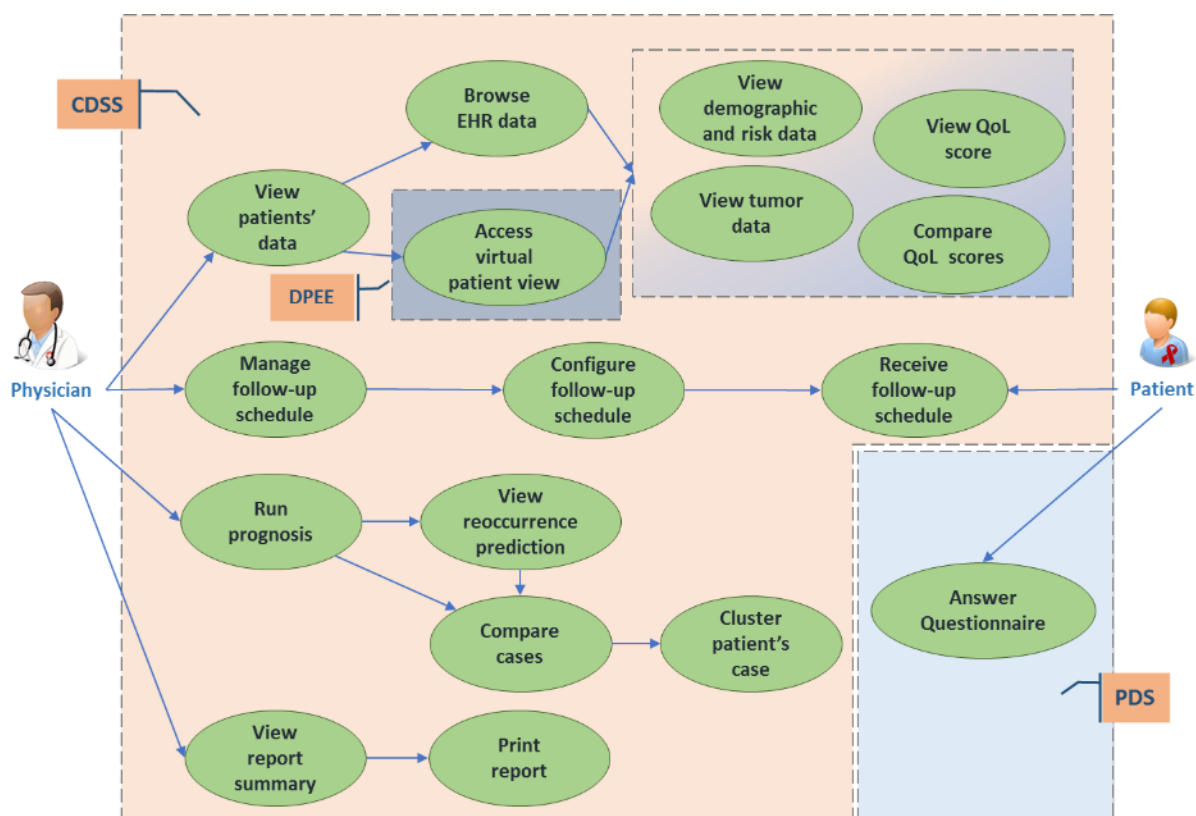 CDSS
Browse
EHR data
View
demographic
and risk data
View QoL
score
View
patients'
data
View tumor
data
Access
virtual
patient view
Compare
QoL scores
DPEE
Physician
Manage
follow-up
schedule
Configure
follow-up
schedule
Receive
follow-up
schedule
Patient
Run
prognosis
View
reoccurrence
prediction
Compare
cases
Cluster
patient's
case
Answer
Questionnaire
PDS
View
report
summary
Print
report